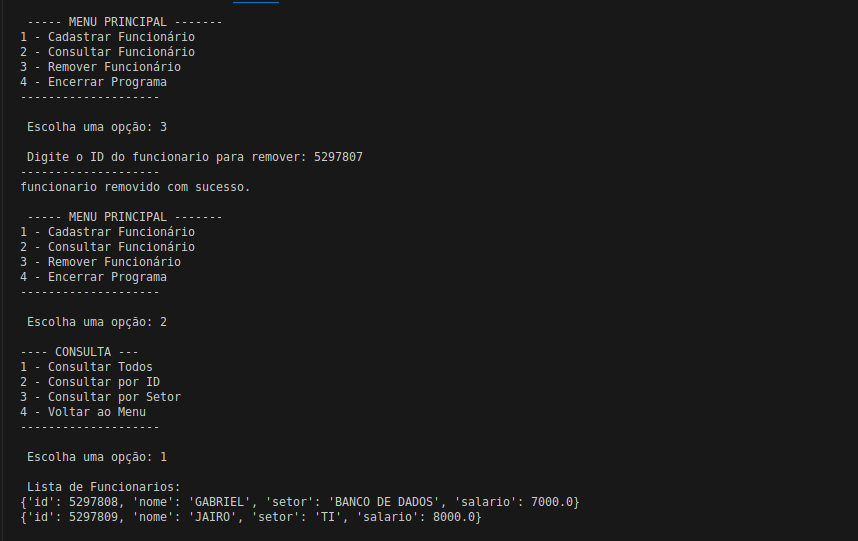 ----- MENU PRINCIPAL -------
1 - Cadastrar Funcionário
2 - Consultar Funcionário
3 - Remover Funcionário
4 - Encerrar Programa
--------------------
Escolha uma opção: 3
Digite o ID do funcionario para remover: 5297807
--------------------
funcionario removido com sucesso.
----- MENU PRINCIPAL -------
1 - Cadastrar Funcionário
2 - Consultar Funcionário
3 - Remover Funcionário
4 - Encerrar Programa
--------------------
Escolha uma opção: 2
---- CONSULTA ---
1 - Consultar Todos
2 - Consultar por ID
3 - Consultar por Setor
4 - Voltar ao Menu
--------------------
Escolha uma opção: 1
Lista de Funcionarios:
{'id': 5297808, 'nome': 'GABRIEL', 'setor': 'BANCO DE DADOS', 'salario': 7000.0}
{'id': 5297809, 'nome': 'JAIRO', 'setor': 'TI', 'salario': 8000.0}